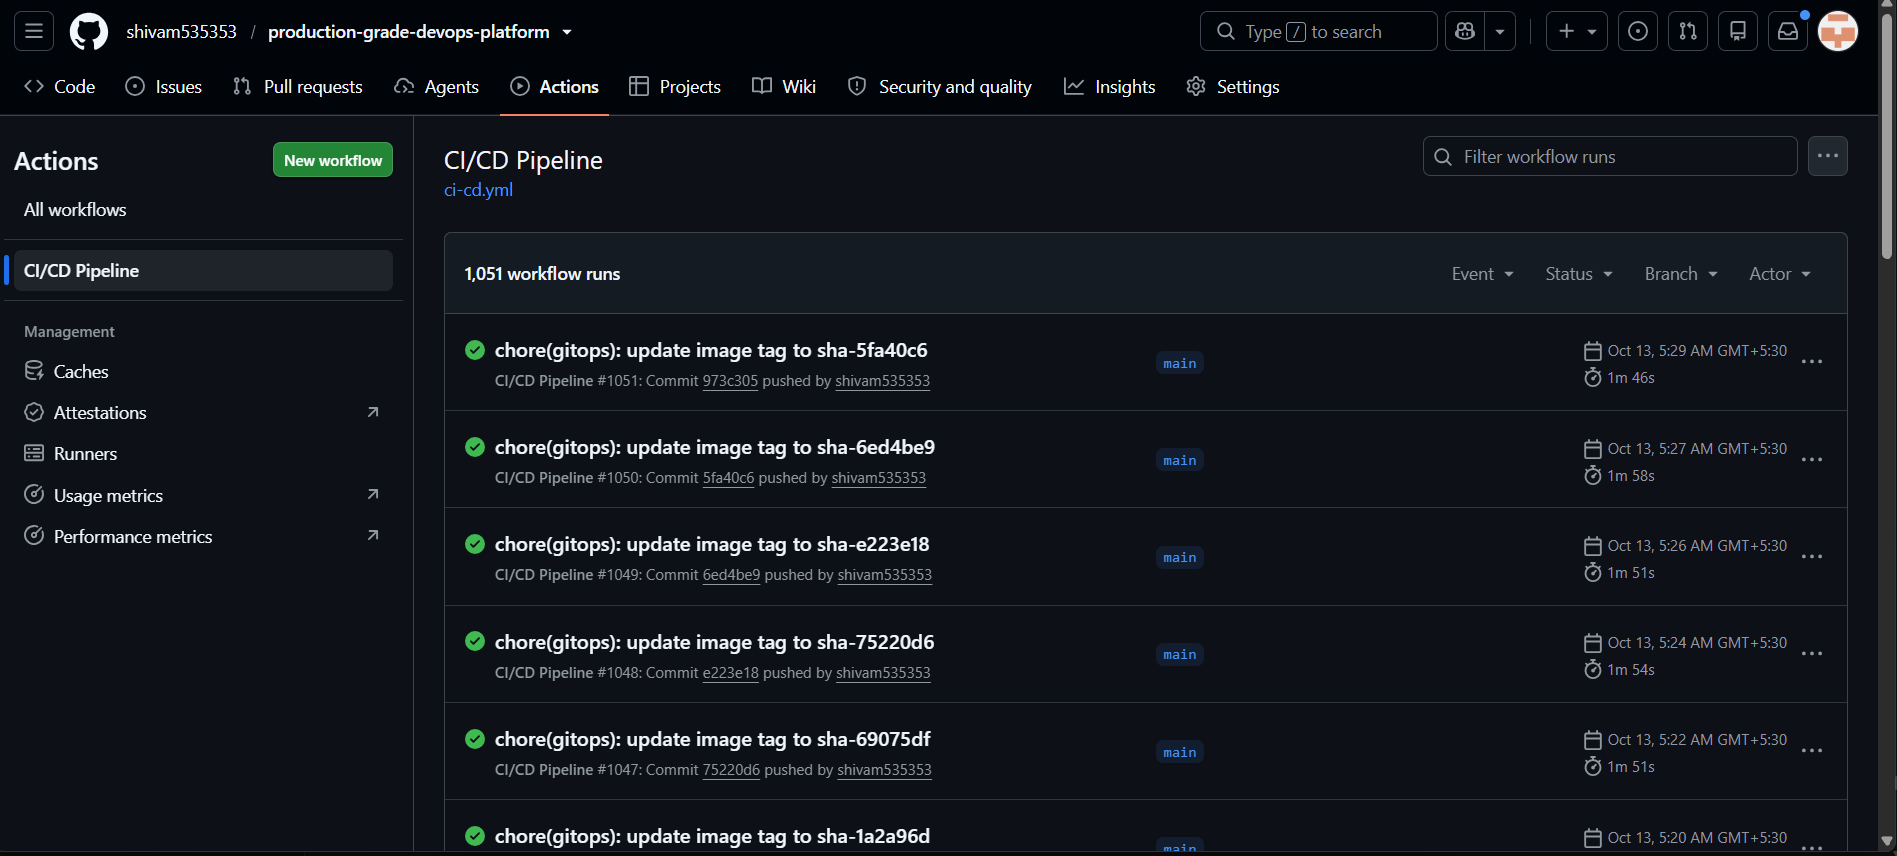 shivam535353 / production-grade-devops-platform
Type / to search
Code Issues Pull requests Agents Actions Projects Wiki Security and quality Insights Settings
Actions
New workflow
All workflows
CI/CD Pipeline
Management
Caches
Attestations
Runners
Usage metrics
Performance metrics
CI/CD Pipeline
ci-cd.yml
Filter workflow runs
1,051 workflow runs
Event Status Branch Actor
chore(gitops): update image tag to sha-5fa40c6
CI/CD Pipeline #1051: Commit 973c305 pushed by shivam535353
main
Oct 13, 5:29 AM GMT+5:30
1m 46s
chore(gitops): update image tag to sha-6ed4be9
CI/CD Pipeline #1050: Commit 5fa40c6 pushed by shivam535353
main
Oct 13, 5:27 AM GMT+5:30
1m 58s
chore(gitops): update image tag to sha-e223e18
CI/CD Pipeline #1049: Commit 6ed4be9 pushed by shivam535353
main
Oct 13, 5:26 AM GMT+5:30
1m 51s
chore(gitops): update image tag to sha-75220d6
CI/CD Pipeline #1048: Commit e223e18 pushed by shivam535353
main
Oct 13, 5:24 AM GMT+5:30
1m 54s
chore(gitops): update image tag to sha-69075df
CI/CD Pipeline #1047: Commit 75220d6 pushed by shivam535353
main
Oct 13, 5:22 AM GMT+5:30
1m 51s
chore(gitops): update image tag to sha-1a2a96d
main
Oct 13, 5:20 AM GMT+5:30